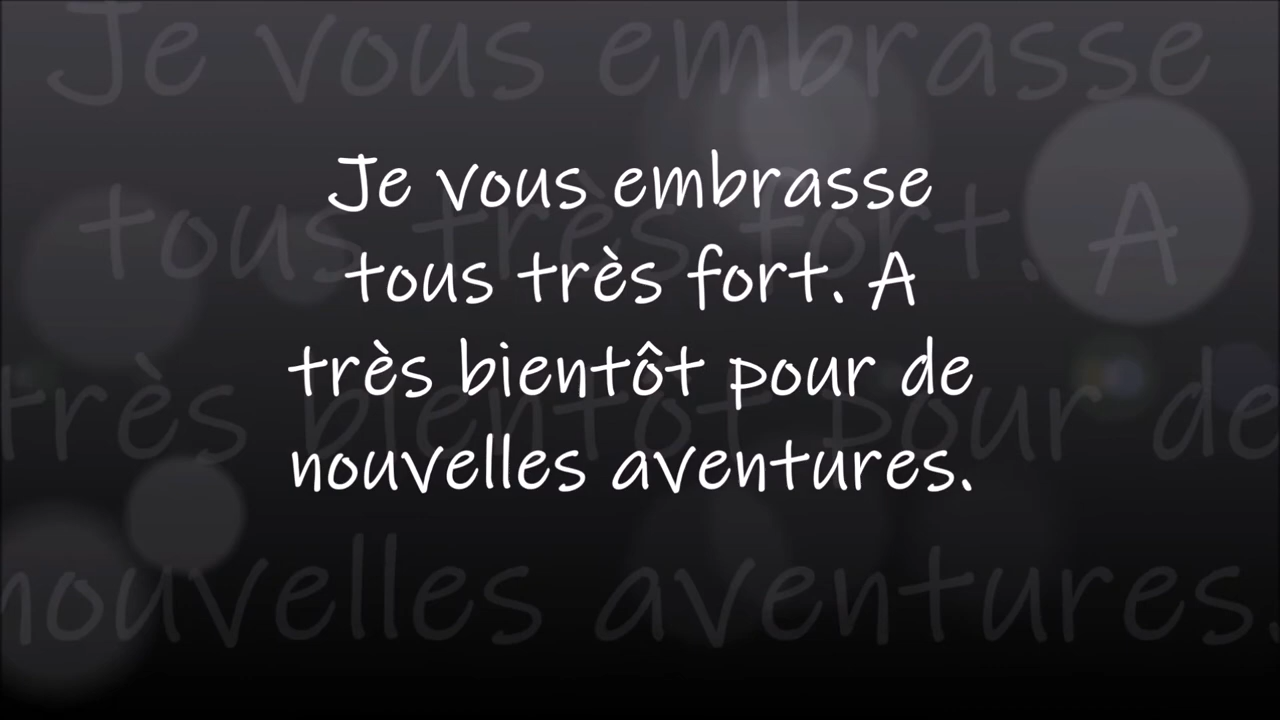 Je vous embrasse
tous très fort. A
très bientôt pour de
nouvelles aventures.